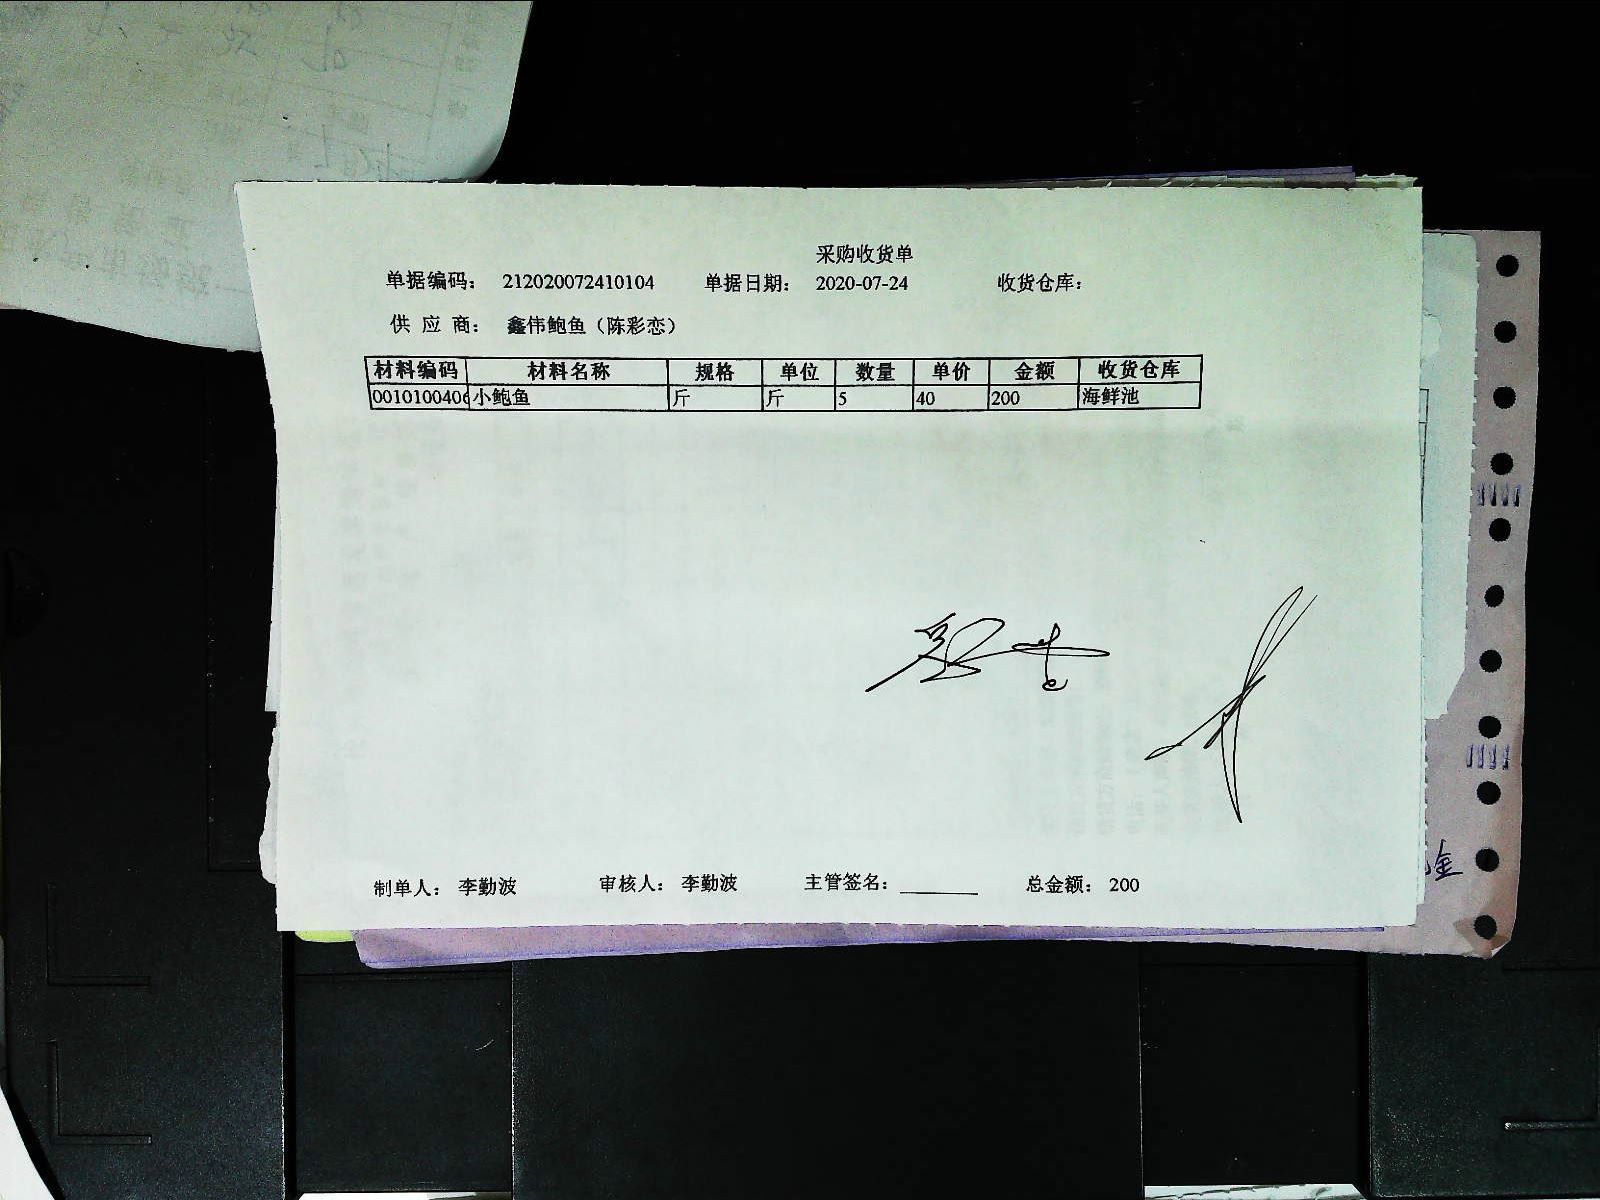 采购收货单
单据编码： 212020072410104 单据日期： 2020-07-24 收货仓库：
供 应 商： 鑫伟鲍鱼（陈彩恋）
材料编码 材料名称 规格 单位 数量 单价 金额 收货仓库
0010100406 小鲍鱼 斤 斤 5 40 200 海鲜池
制单人： 李勤波 审核人： 李勤波 主管签名： 总金额： 200
金